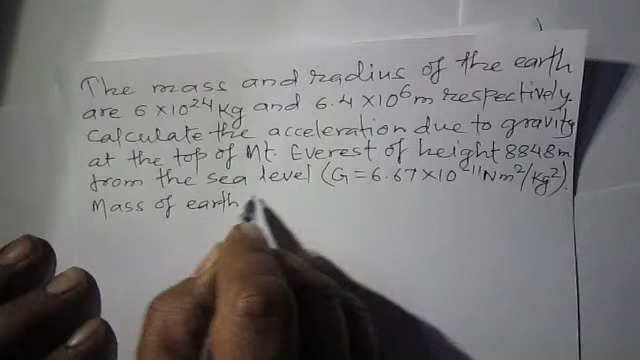 The mass and radius of the earth
are 6 × 10²⁴ Kg and 6.4 × 10⁶ m respectively.
Calculate the acceleration due to gravity
at the top of Mt. Everest of height 8848m
from the sea level (G = 6.67 × 10⁻¹¹ Nm²/Kg²).
Mass of earth